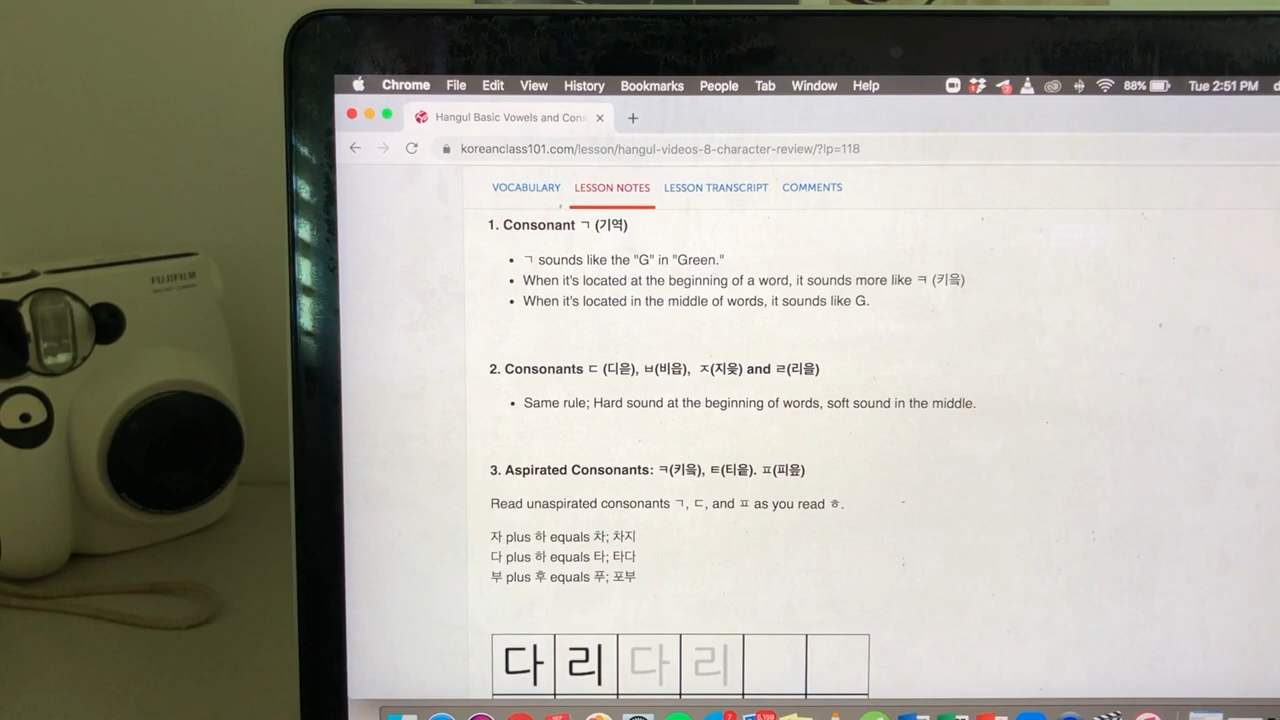 Chrome File Edit View History Bookmarks People Tab Window Help 88% Tue 2:51 PM
Hangul Basic Vowels and Cons
koreanclass101.com/lesson/hangul-videos-8-character-review/?lp=118
VOCABULARY LESSON NOTES LESSON TRANSCRIPT COMMENTS
1. Consonant ㄱ (기역)
• ㄱ sounds like the "G" in "Green."
• When it's located at the beginning of a word, it sounds more like ㅋ (키읔)
• When it's located in the middle of words, it sounds like G.
2. Consonants ㄷ (디읃), ㅂ(비읍), ㅈ(지읒) and ㄹ(리을)
• Same rule; Hard sound at the beginning of words, soft sound in the middle.
3. Aspirated Consonants: ㅋ(키읔), ㅌ(티읕). ㅍ(피읖)
Read unaspirated consonants ㄱ, ㄷ, and ㅍ as you read ㅎ.
자 plus 하 equals 차; 차지
다 plus 하 equals 타; 타다
부 plus 후 equals 푸; 포부
다 리 다 리
FUJIFILM